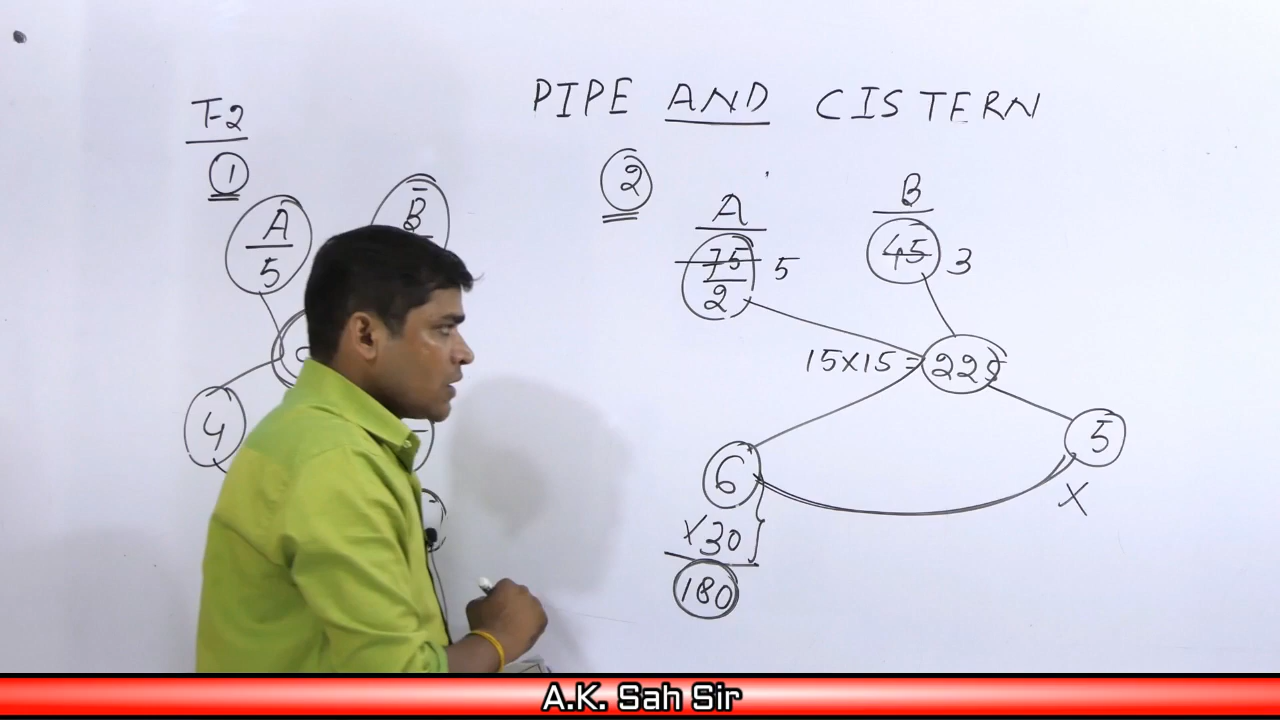 PIPE AND CISTERN
T-2
1
A
5
B
4
2
A
75
2
5
B
45
3
15×15 = 225
6
×30
180
5
×
A.K. Sah Sir